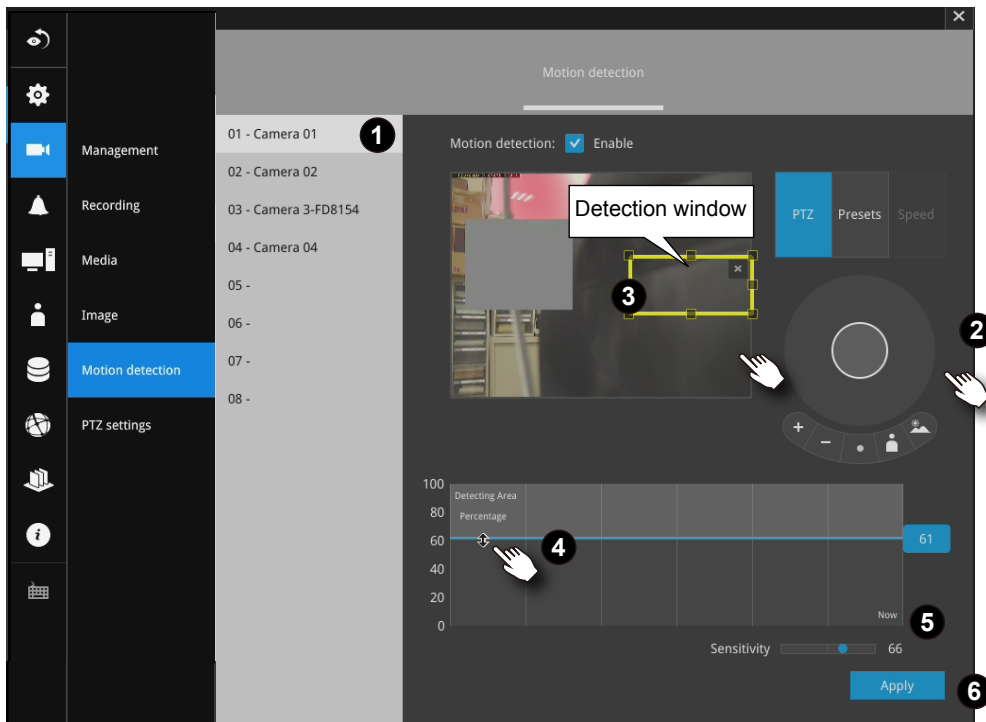 Motion detection
01 - Camera 01
1
02 - Camera 02
03 - Camera 3-FD8154
04 - Camera 04
05 -
06 -
07 -
08 -
Management
Recording
Media
Image
Motion detection
PTZ settings
Motion detection: Enable
Detection window
3
PTZ Presets Speed
2
100
80
60
40
20
0
Detecting Area
Percentage
4
61
Now
5
Sensitivity 66
Apply
6